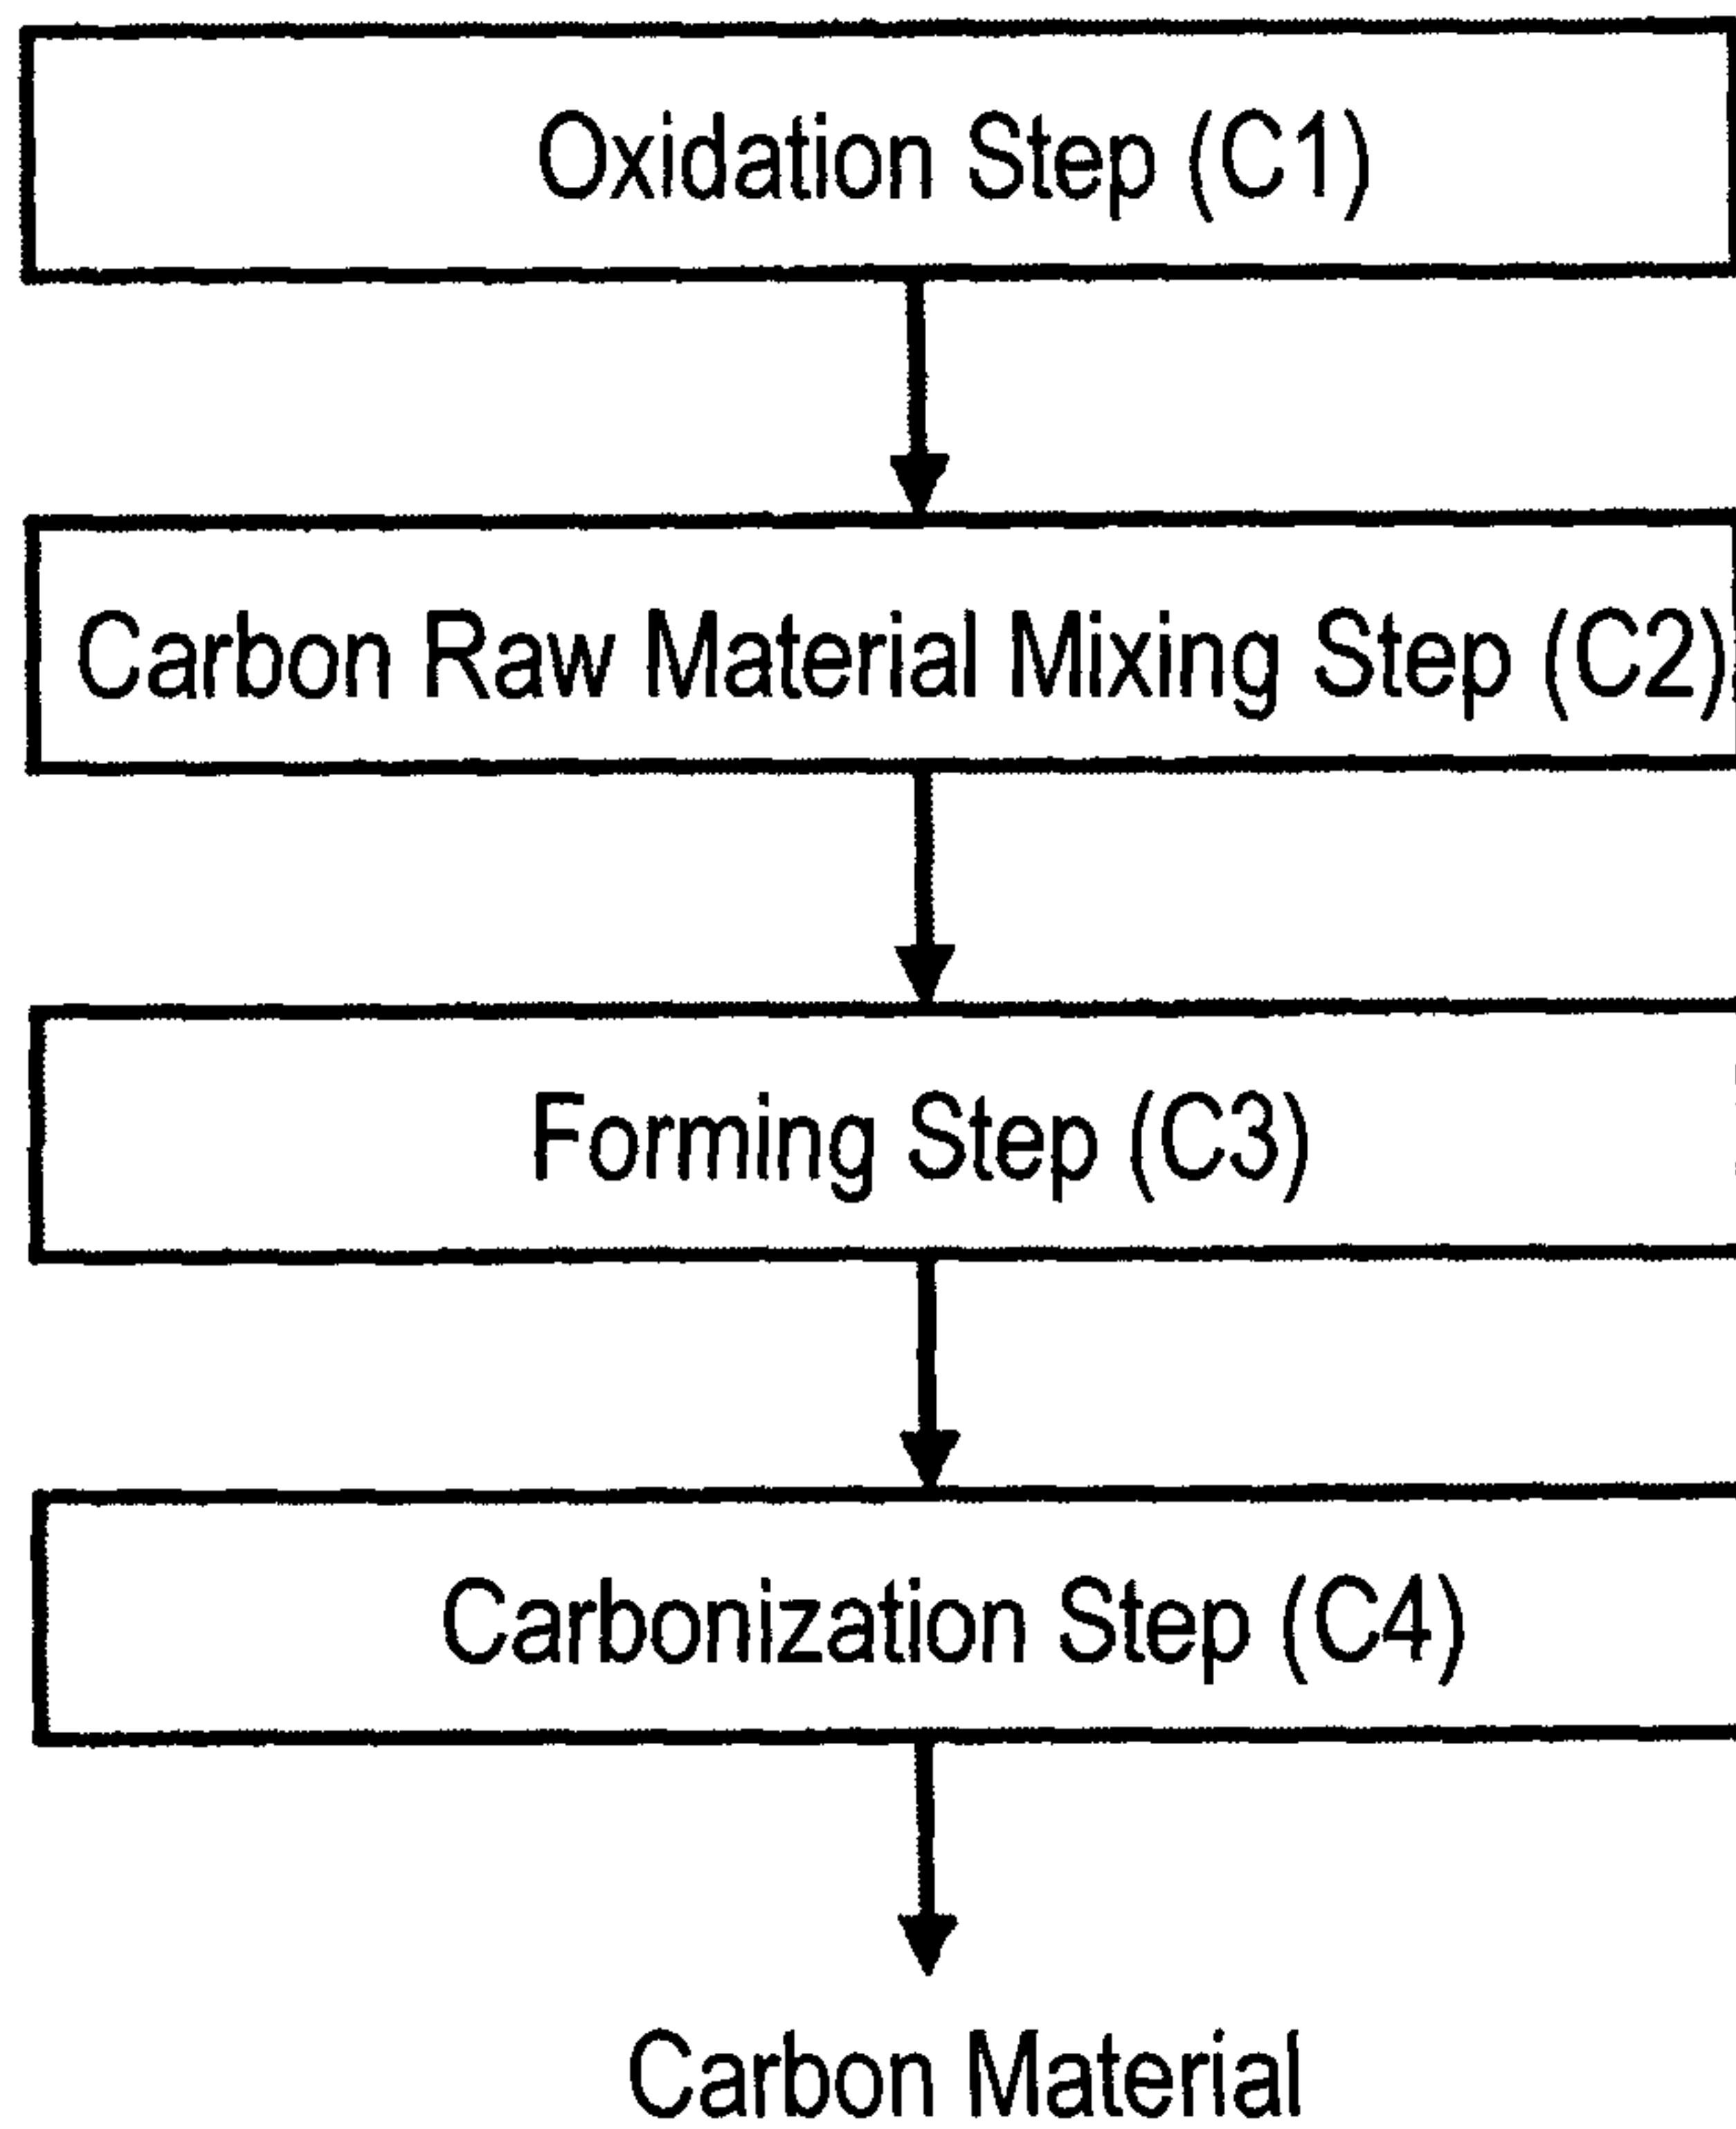 Oxidation Step (C1)
Carbon Raw Material Mixing Step (C2)
Forming Step (C3)
Carbonization Step (C4)
Carbon Material